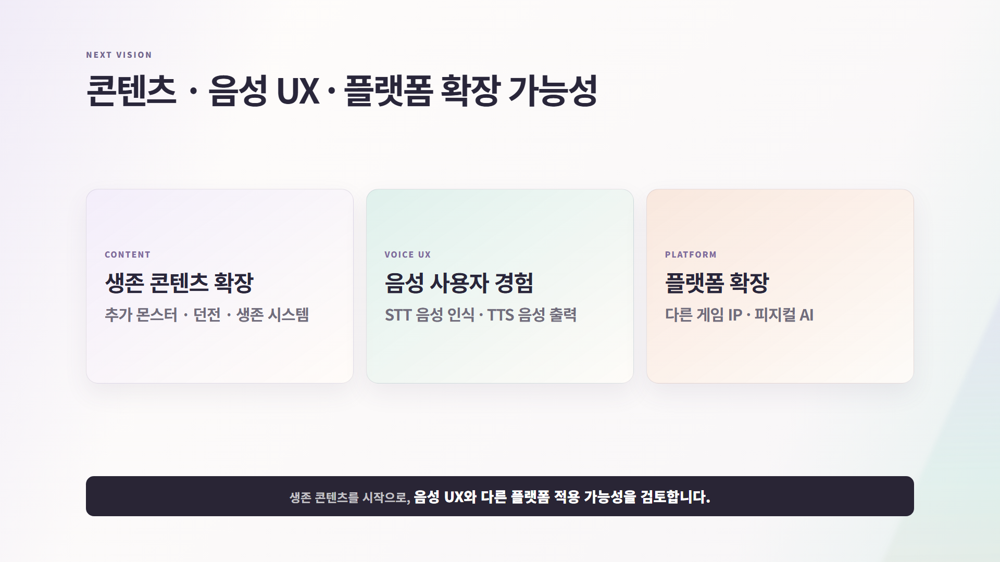 NEXT VISION
콘텐츠 · 음성 UX · 플랫폼 확장 가능성
CONTENT
생존 콘텐츠 확장
추가 몬스터 · 던전 · 생존 시스템
VOICE UX
음성 사용자 경험
STT 음성 인식 · TTS 음성 출력
PLATFORM
플랫폼 확장
다른 게임 IP · 피지컬 AI
생존 콘텐츠를 시작으로, 음성 UX와 다른 플랫폼 적용 가능성을 검토합니다.